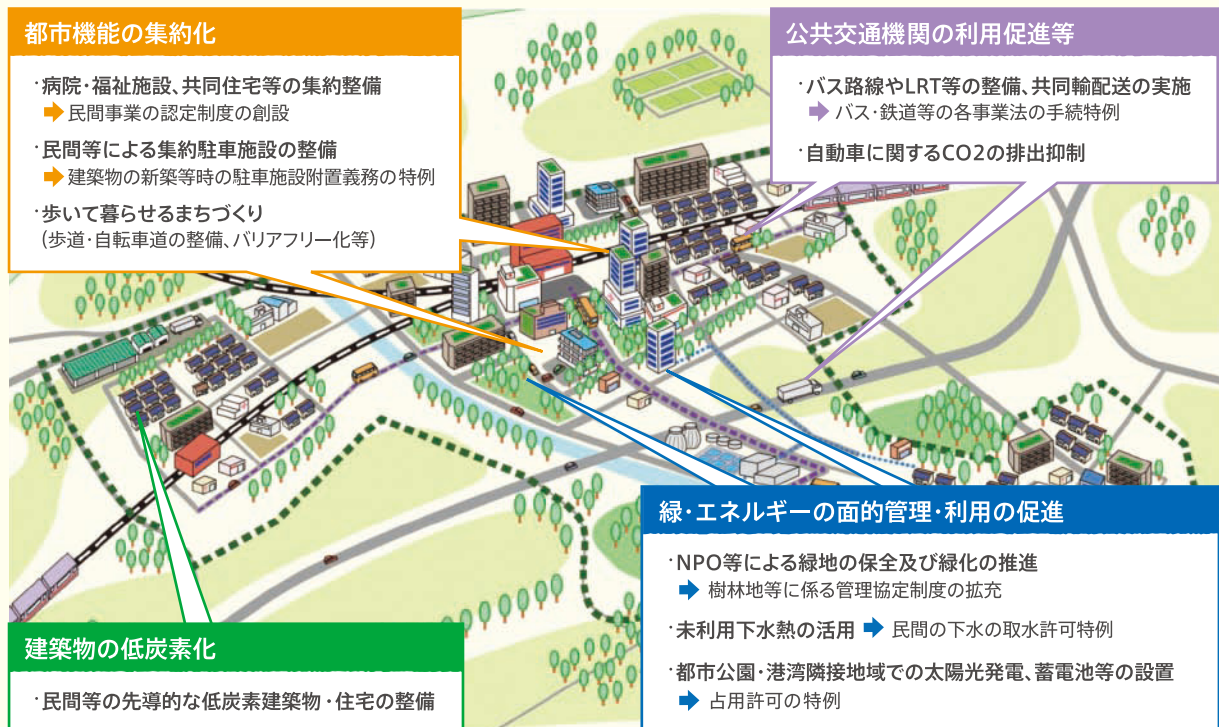 都市機能の集約化
・病院・福祉施設、共同住宅等の集約整備
➡ 民間事業の認定制度の創設
・民間等による集約駐車施設の整備
➡ 建築物の新築等時の駐車施設附置義務の特例
・歩いて暮らせるまちづくり
(歩道・自転車道の整備、バリアフリー化等)
公共交通機関の利用促進等
・バス路線やLRT等の整備、共同輸配送の実施
➡ バス・鉄道等の各事業法の手続特例
・自動車に関するCO2の排出抑制
緑・エネルギーの面的管理・利用の促進
・NPO等による緑地の保全及び緑化の推進
➡ 樹林地等に係る管理協定制度の拡充
・未利用下水熱の活用 ➡ 民間の下水の取水許可特例
・都市公園・港湾隣接地域での太陽光発電、蓄電池等の設置
➡ 占用許可の特例
建築物の低炭素化
・民間等の先導的な低炭素建築物・住宅の整備